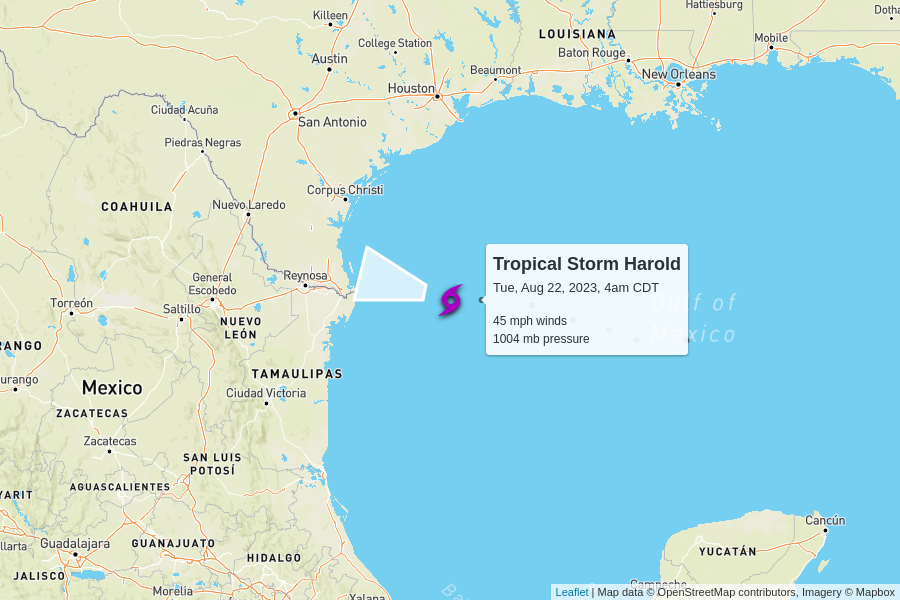 Killeen
Hattiesburg
Dotha
LOUISIANA
College Station
Mobile
Austin
Baton Rouge
Beaumont
New Orleans
Houston
Ciudad Acuña
San Antonio
Piedras Negras
Corpus Christi
COAHUILA
Nuevo Laredo
Tropical Storm Harold
Tue, Aug 22, 2023, 4am CDT
45 mph winds
1004 mb pressure
Gulf of
Mexico
General
Escobedo
Reynosa
Torreón
Saltillo
NUEVO
LEÓN
RANGO
TAMAULIPAS
urango
Mexico
Ciudad Victoria
ZACATECAS
Zacatecas
SAN LUIS
POTOSÍ
AGUASCALIENTES
YARIT
Cancún
llarta
Guadalajara
GUANAJUATO
YUCATÁN
HIDALGO
JALISCO
Campeche
Morelia
Xalapa
Ba
Leaflet | Map data © OpenStreetMap contributors, Imagery © Mapbox